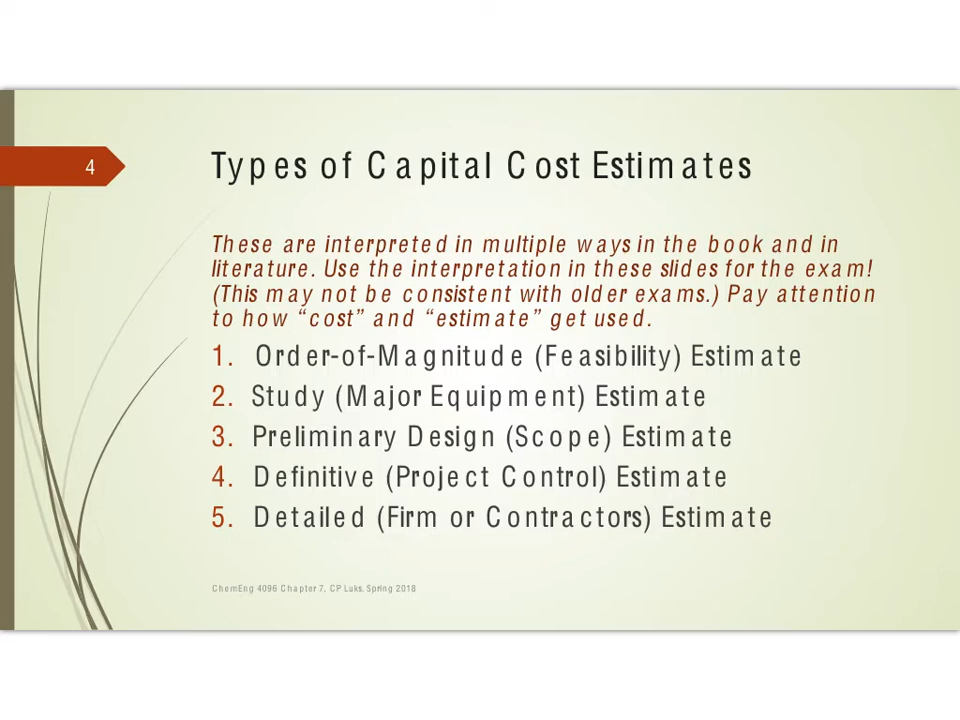 4
Types of Capital Cost Estimates
These are interpreted in multiple ways in the book and in
literature. Use the interpretation in these slides for the exam!
(This may not be consistent with older exams.) Pay attention
to how “cost” and “estimate” get used.
1. Order-of-Magnitude (Feasibility) Estimate
2. Study (Major Equipment) Estimate
3. Preliminary Design (Scope) Estimate
4. Definitive (Project Control) Estimate
5. Detailed (Firm or Contractors) Estimate
ChemEng 4096 Chapter 7, CP Luks, Spring 2018